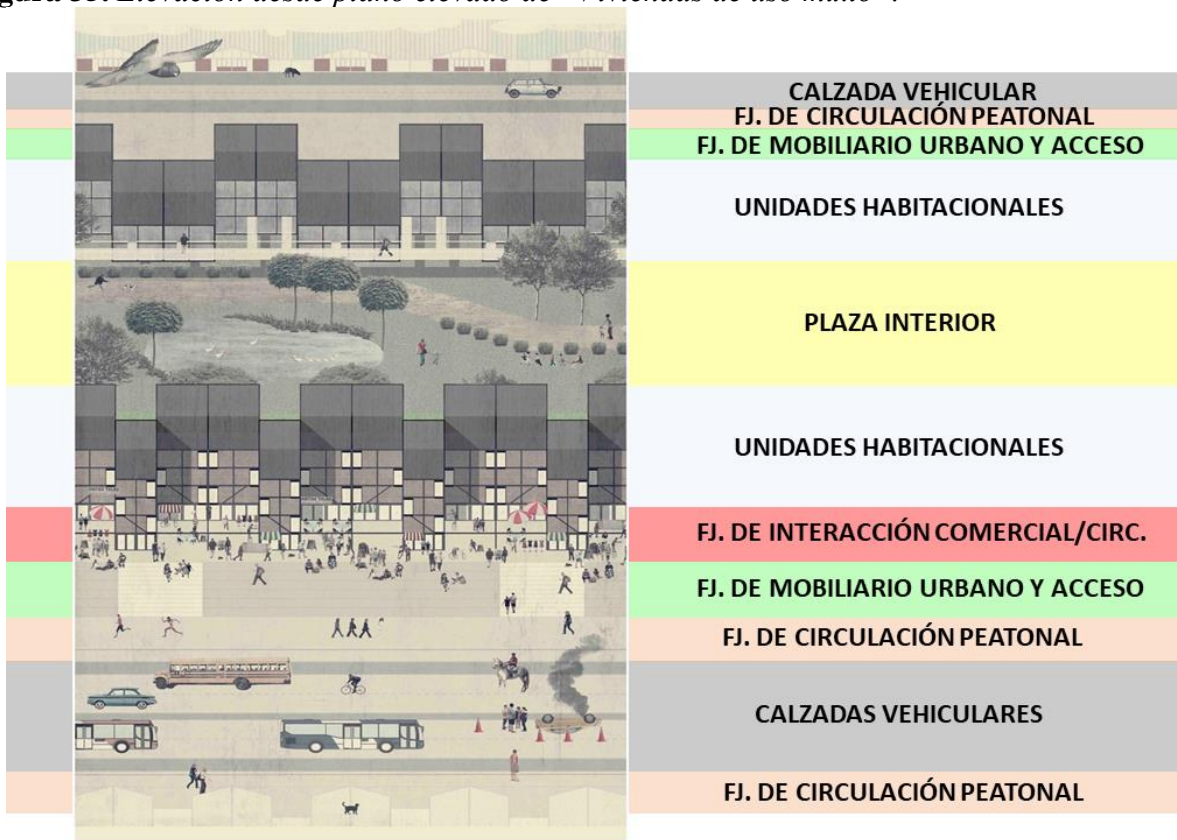 CALZADA VEHICULAR
FJ. DE CIRCULACIÓN PEATONAL
FJ. DE MOBILIARIO URBANO Y ACCESO
UNIDADES HABITACIONALES
PLAZA INTERIOR
UNIDADES HABITACIONALES
FJ. DE INTERACCIÓN COMERCIAL/CIRC.
FJ. DE MOBILIARIO URBANO Y ACCESO
FJ. DE CIRCULACIÓN PEATONAL
CALZADAS VEHICULARES
FJ. DE CIRCULACIÓN PEATONAL